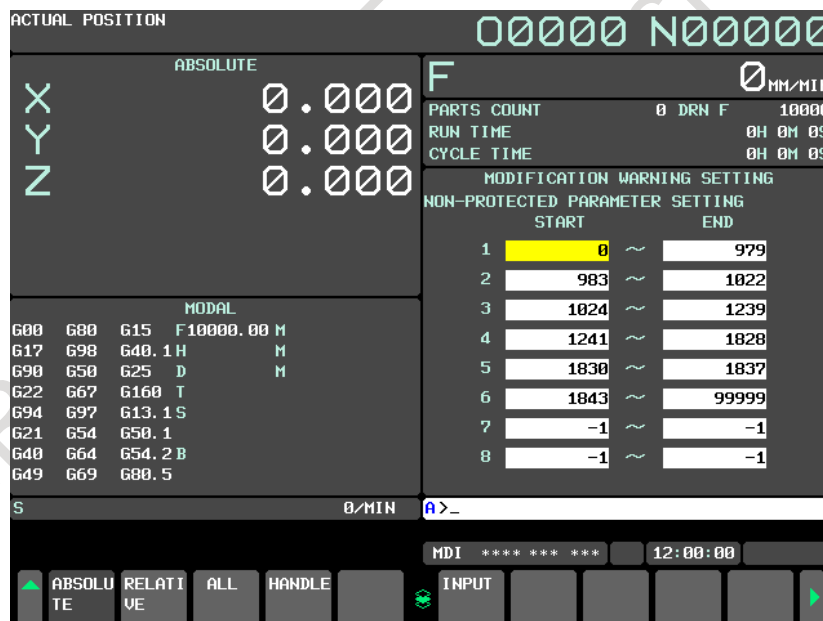 ACTUAL POSITION
O0000 N00000
ABSOLUTE
X 0.000
Y 0.000
Z 0.000
F 0 MM/MI
PARTS COUNT 0 DRN F 10000
RUN TIME 0H 0M 0S
CYCLE TIME 0H 0M 0S
MODIFICATION WARNING SETTING
NON-PROTECTED PARAMETER SETTING
START END
1 0 ~ 979
2 983 ~ 1022
3 1024 ~ 1239
4 1241 ~ 1828
5 1830 ~ 1837
6 1843 ~ 99999
7 -1 ~ -1
8 -1 ~ -1
MODAL
G00 G80 G15 F10000.00 M
G17 G98 G40.1 H M
G90 G50 G25 D M
G22 G67 G160 T
G94 G97 G13.1 S
G21 G54 G50.1
G40 G64 G54.2 B
G49 G69 G80.5
S 0/MIN
A>_
MDI **** *** *** 12:00:00
ABSOLU
TE
RELATI
VE
ALL
HANDLE
INPUT